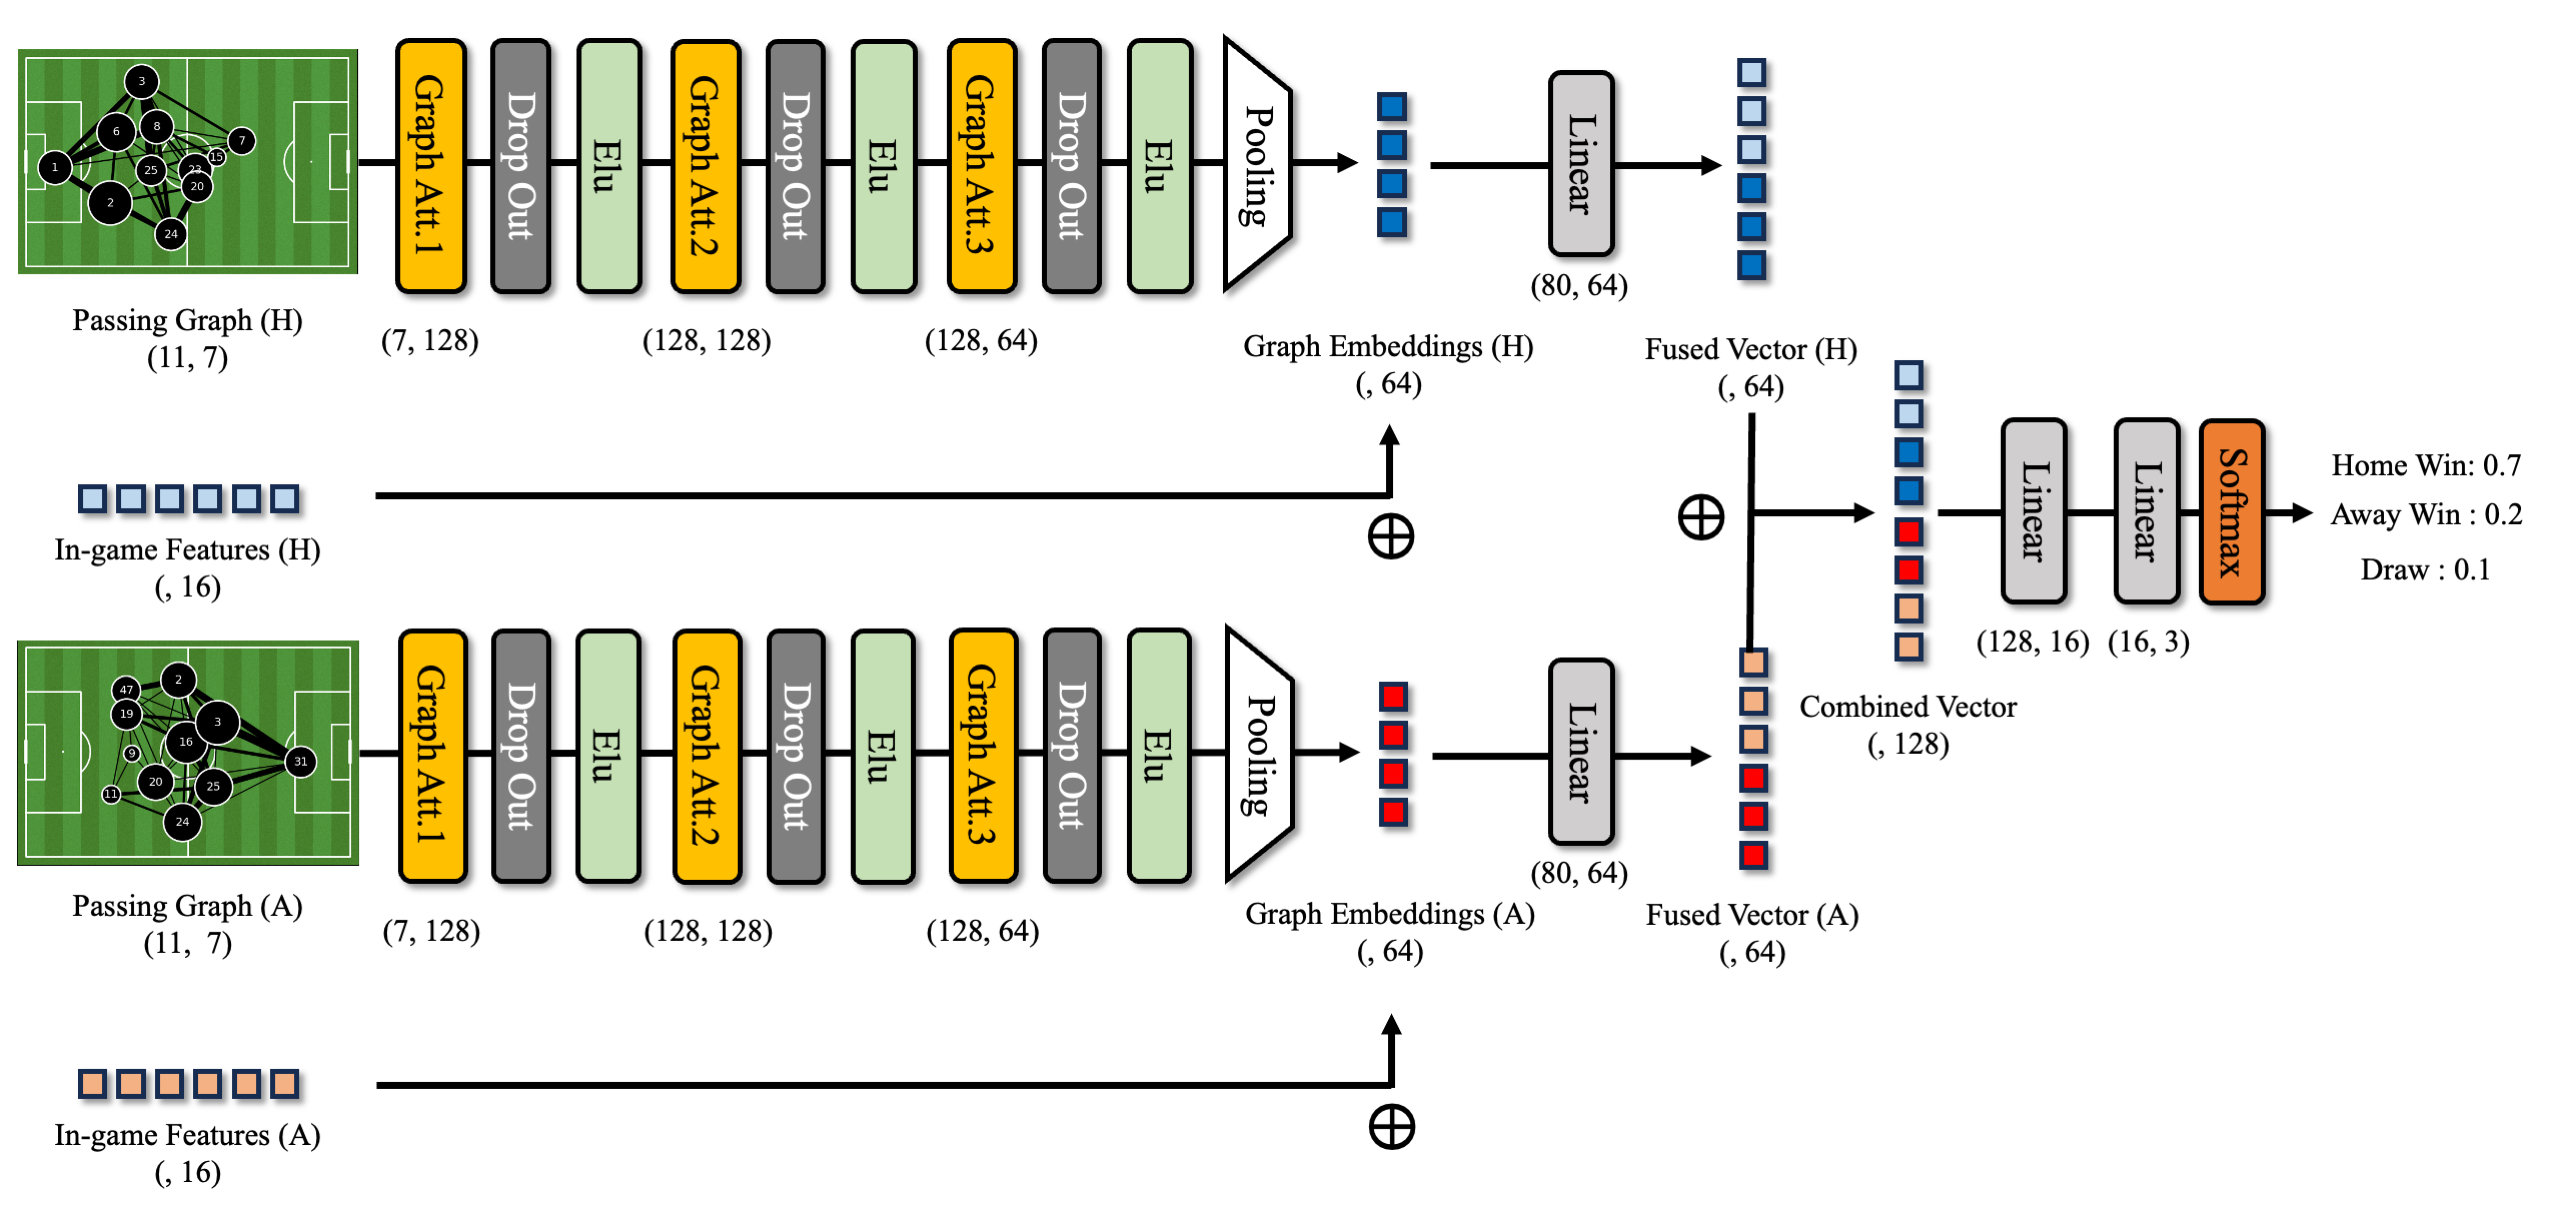 3
6
8
7
1
25
23
15
20
2
24
Passing Graph (H)
(11, 7)
Graph Att.1
Drop Out
Elu
Graph Att.2
Drop Out
Elu
Graph Att.3
Drop Out
Elu
Pooling
(7, 128)
(128, 128)
(128, 64)
Graph Embeddings (H)
(, 64)
Linear
(80, 64)
Fused Vector (H)
(, 64)
In-game Features (H)
(, 16)
47
2
19
3
16
9
31
20
25
11
24
Passing Graph (A)
(11, 7)
Graph Att.1
Drop Out
Elu
Graph Att.2
Drop Out
Elu
Graph Att.3
Drop Out
Elu
Pooling
(7, 128)
(128, 128)
(128, 64)
Graph Embeddings (A)
(, 64)
Linear
(80, 64)
Fused Vector (A)
(, 64)
In-game Features (A)
(, 16)
Combined Vector
(, 128)
Linear
(128, 16)
Linear
(16, 3)
Softmax
Home Win: 0.7
Away Win : 0.2
Draw : 0.1